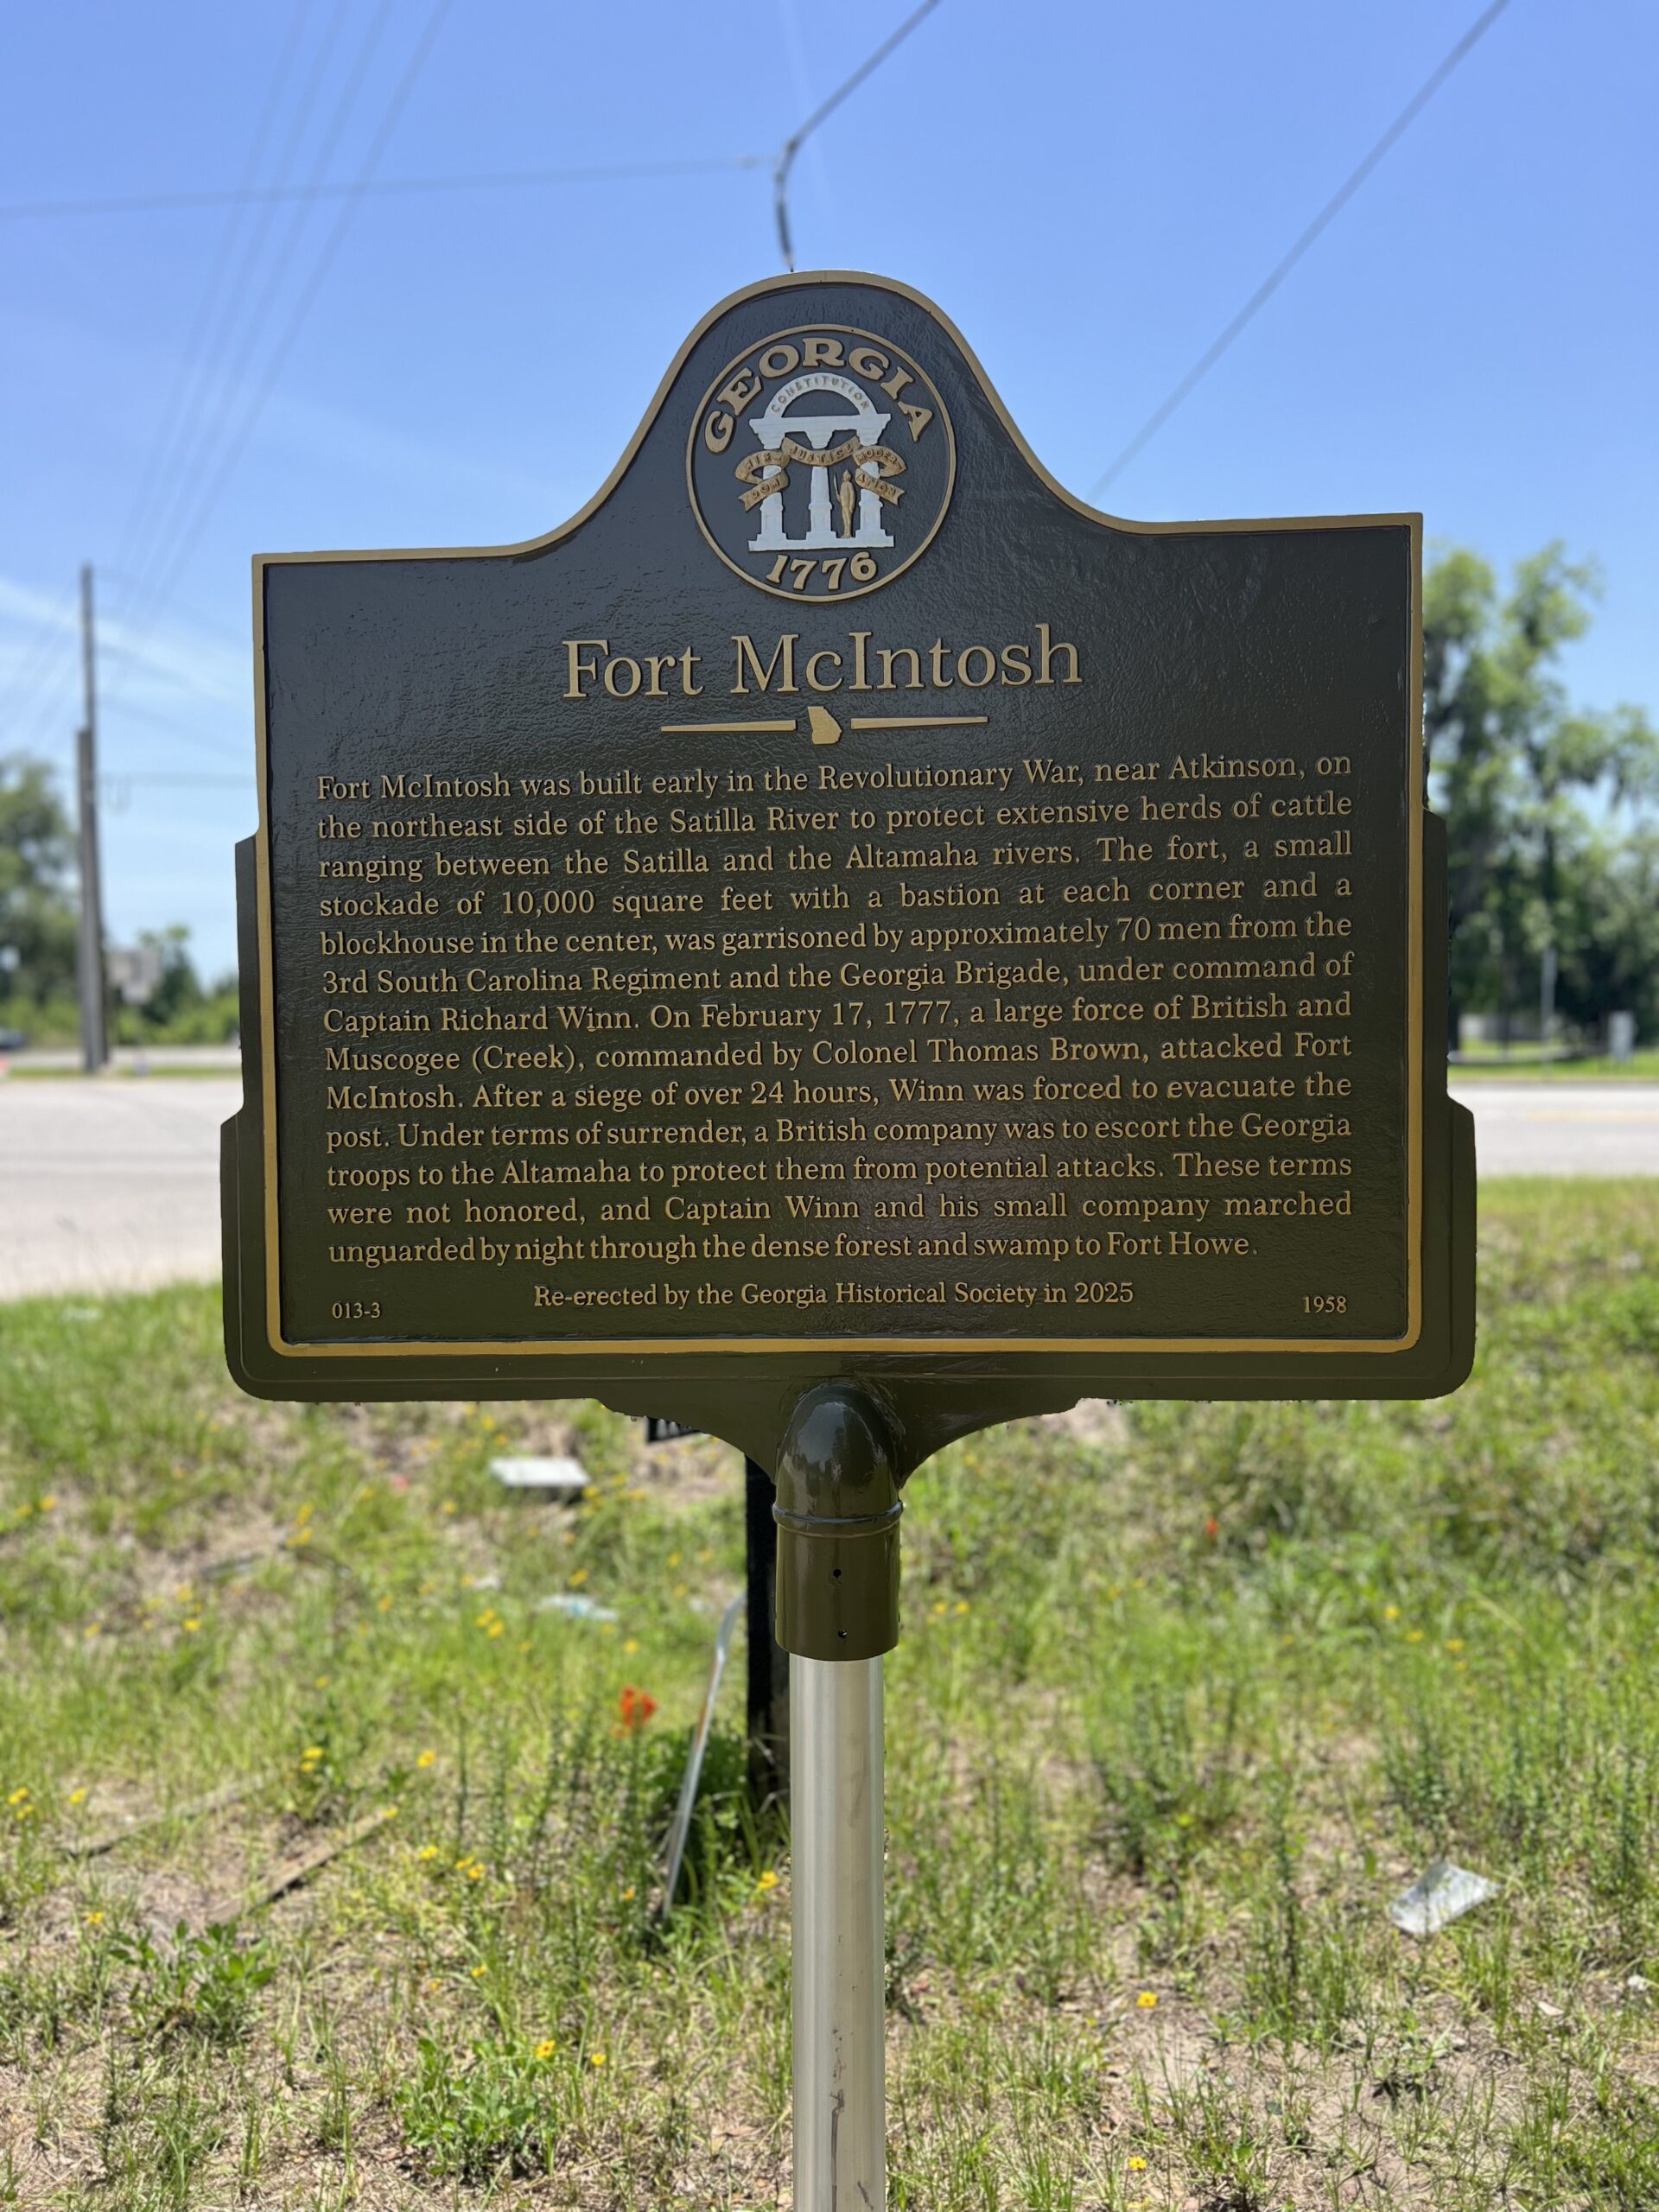 GEORGIA
CONSTITUTION
WISDOM JUSTICE MODERATION
1776
Fort McIntosh
Fort McIntosh was built early in the Revolutionary War, near Atkinson, on
the northeast side of the Satilla River to protect extensive herds of cattle
ranging between the Satilla and the Altamaha rivers. The fort, a small
stockade of 10,000 square feet with a bastion at each corner and a
blockhouse in the center, was garrisoned by approximately 70 men from the
3rd South Carolina Regiment and the Georgia Brigade, under command of
Captain Richard Winn. On February 17, 1777, a large force of British and
Muscogee (Creek), commanded by Colonel Thomas Brown, attacked Fort
McIntosh. After a siege of over 24 hours, Winn was forced to evacuate the
post. Under terms of surrender, a British company was to escort the Georgia
troops to the Altamaha to protect them from potential attacks. These terms
were not honored, and Captain Winn and his small company marched
unguarded by night through the dense forest and swamp to Fort Howe.
Re-erected by the Georgia Historical Society in 2025
013-3
1958